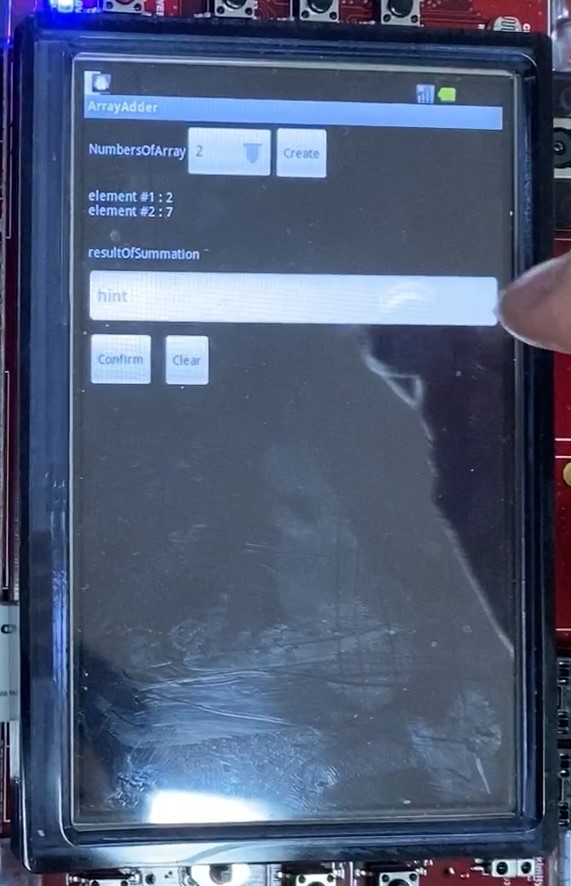 ArrayAdder
NumbersOfArray 2 Create
element #1 : 2
element #2 : 7
resultOfSummation
hint
Confirm Clear